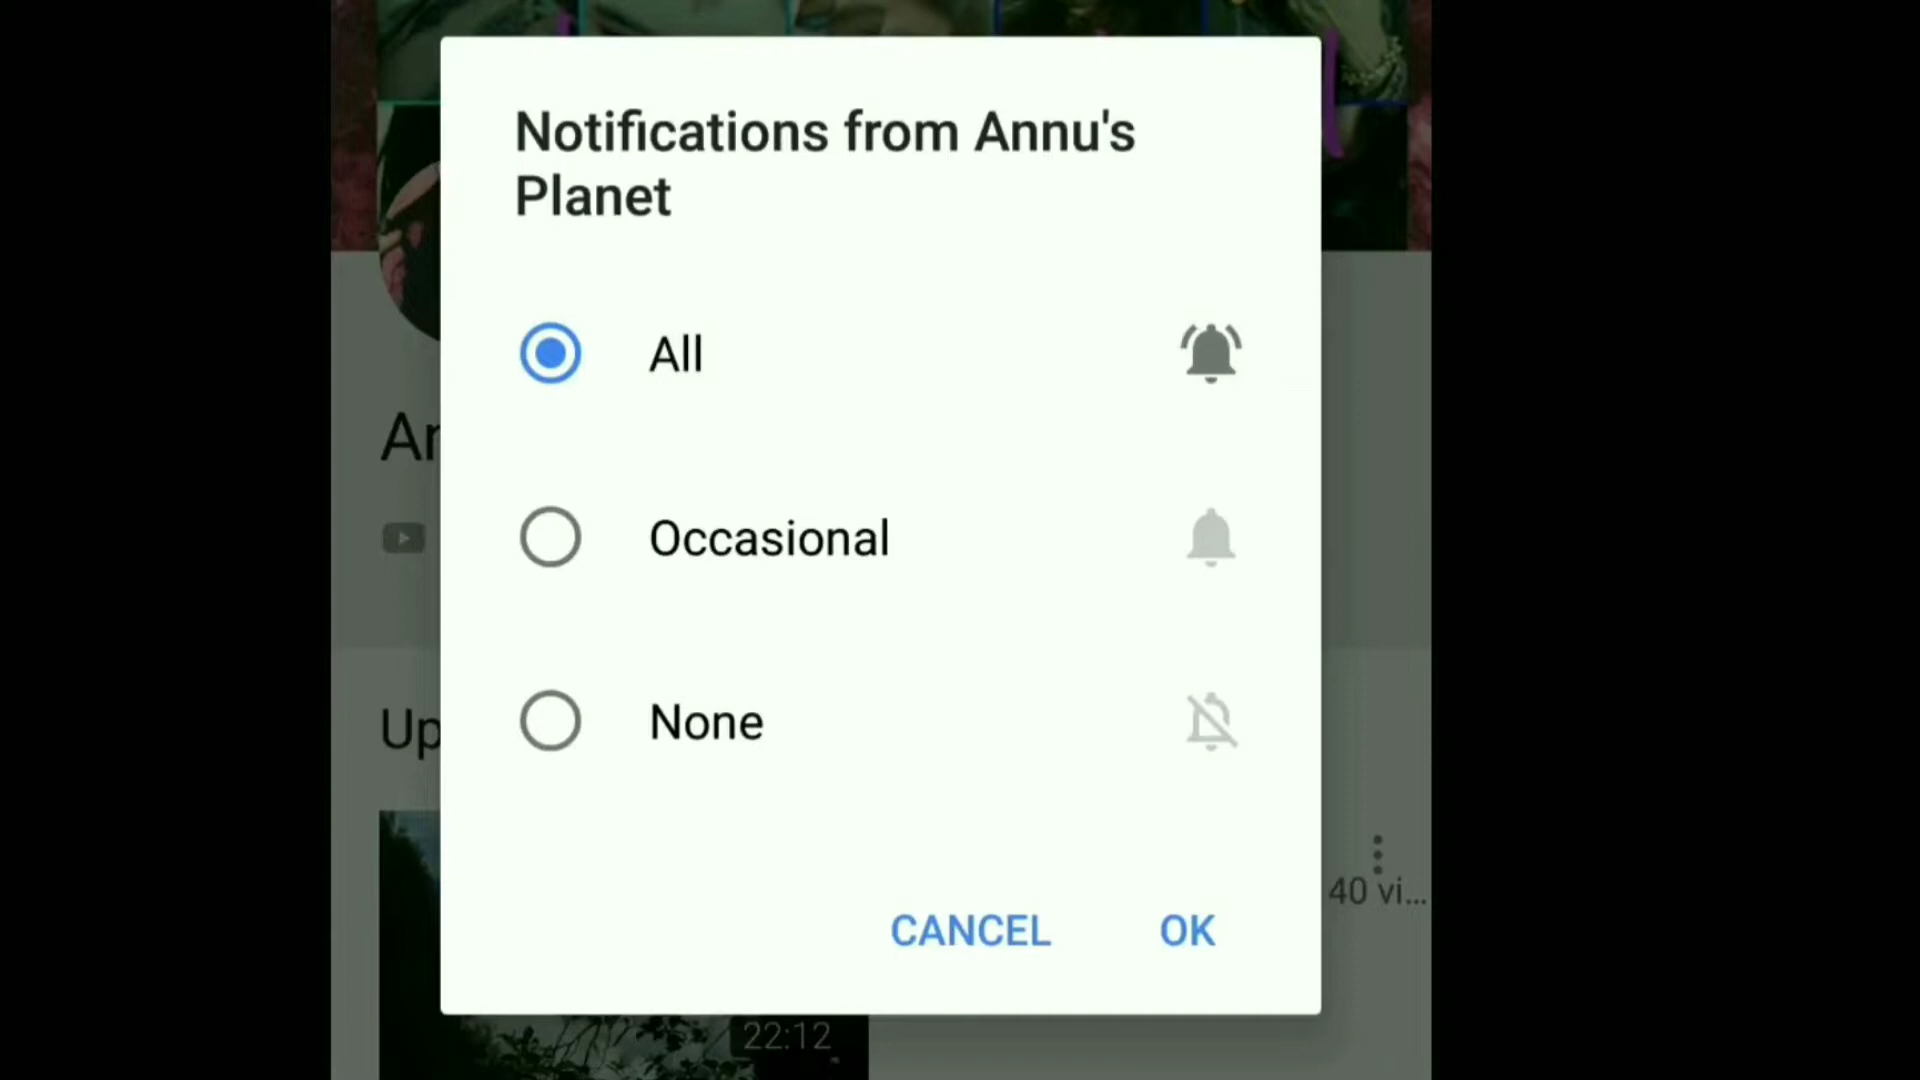 Notifications from Annu's
Planet
All
Occasional
None
CANCEL
OK
40 vi...
22:12